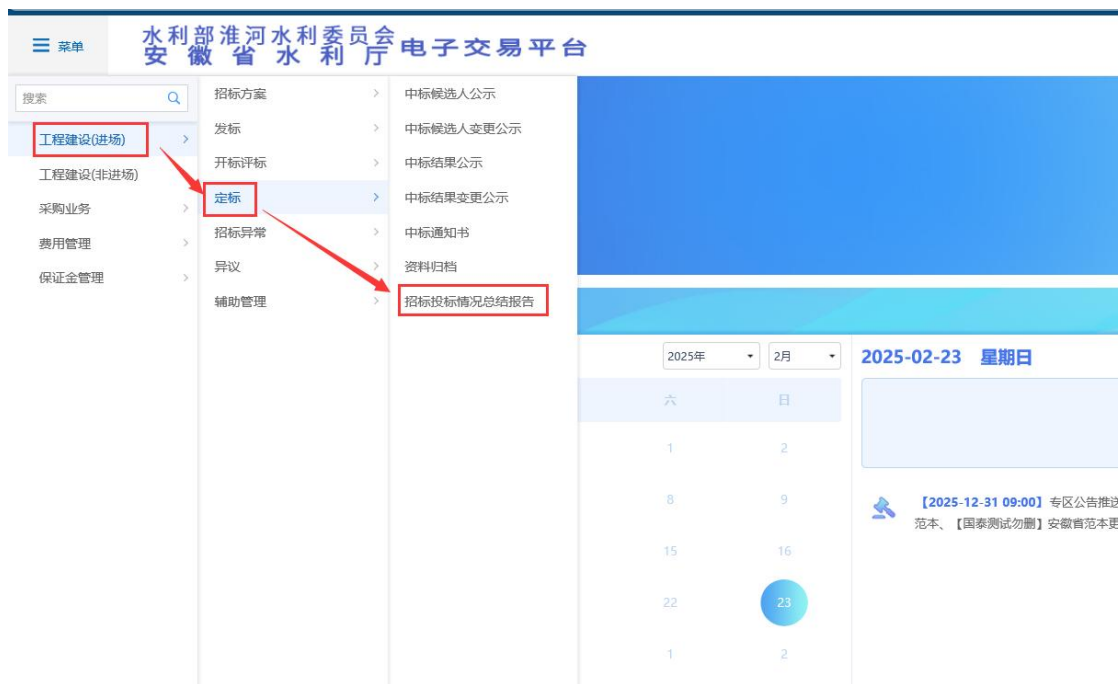 菜单
水利部淮河水利委员会
安徽省水利厅
电子交易平台
搜索
工程建设(进场)
工程建设(非进场)
采购业务
费用管理
保证金管理
招标方案
发标
开标评标
定标
招标异常
异议
辅助管理
中标候选人公示
中标候选人变更公示
中标结果公示
中标结果变更公示
中标通知书
资料归档
招标投标情况总结报告
2025年 2月
六 日
1 2
8 9
15 16
22 23
1 2
2025-02-23 星期日
【2025-12-31 09:00】专区公告推送
范本、【国泰测试勿删】安徽省范本更